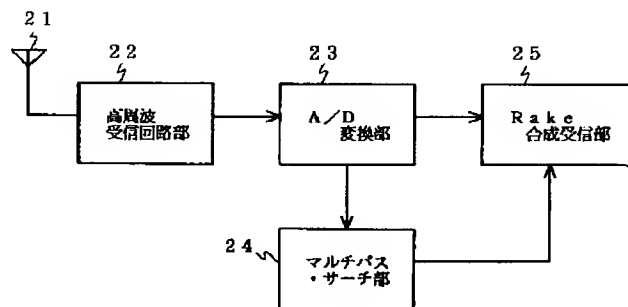 21
22
23
25
高周波
受信回路部
A/D
変換部
Rake
合成受信部
24
マルチパス
・サーチ部